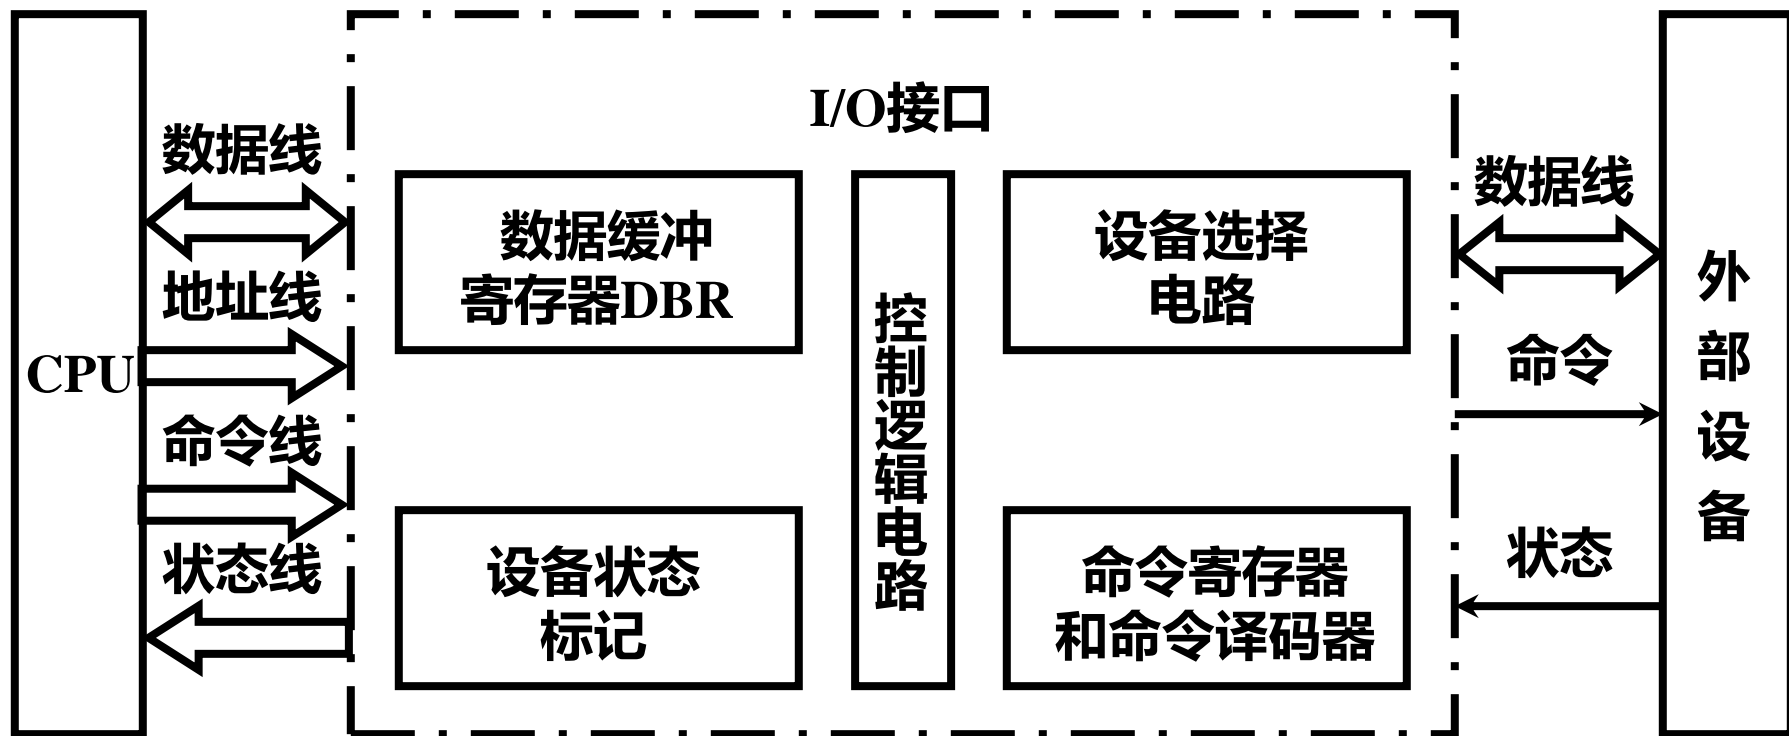 CPU
数据线
地址线
命令线
状态线
I/O接口
数据缓冲
寄存器DBR
设备状态
标记
控制逻辑电路
设备选择
电路
命令寄存器
和命令译码器
数据线
命令
状态
外部设备